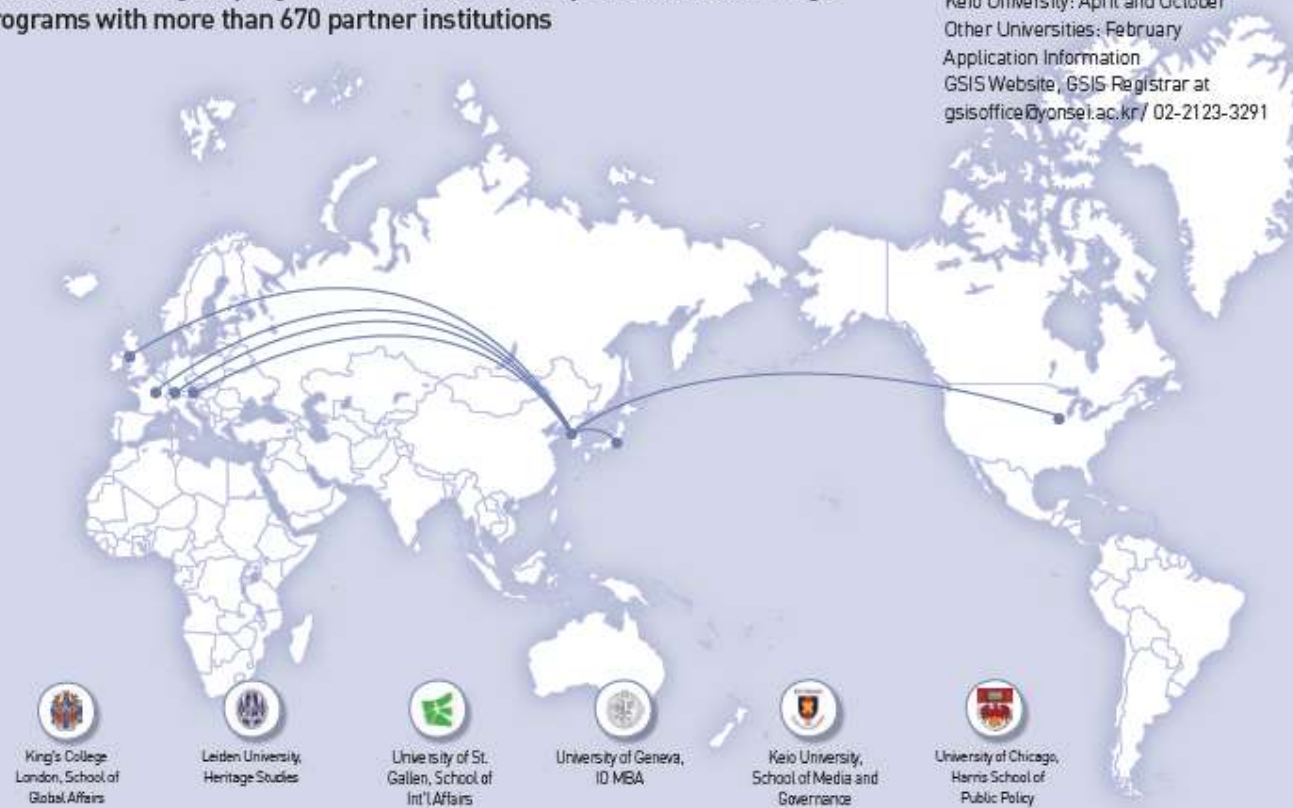 programs with more than 670 partner institutions
Keio University: April and October
Other Universities: February
Application Information
GSIS Website, GSIS Registrar at
gsisoffice@yonsei.ac.kr / 02-2123-3291
King's College
London, School of
Global Affairs
Leiden University,
Heritage Studies
University of St.
Gallen, School of
Int'l Affairs
University of Geneva,
IO MBA
Keio University,
School of Media and
Governance
University of Chicago,
Harris School of
Public Policy